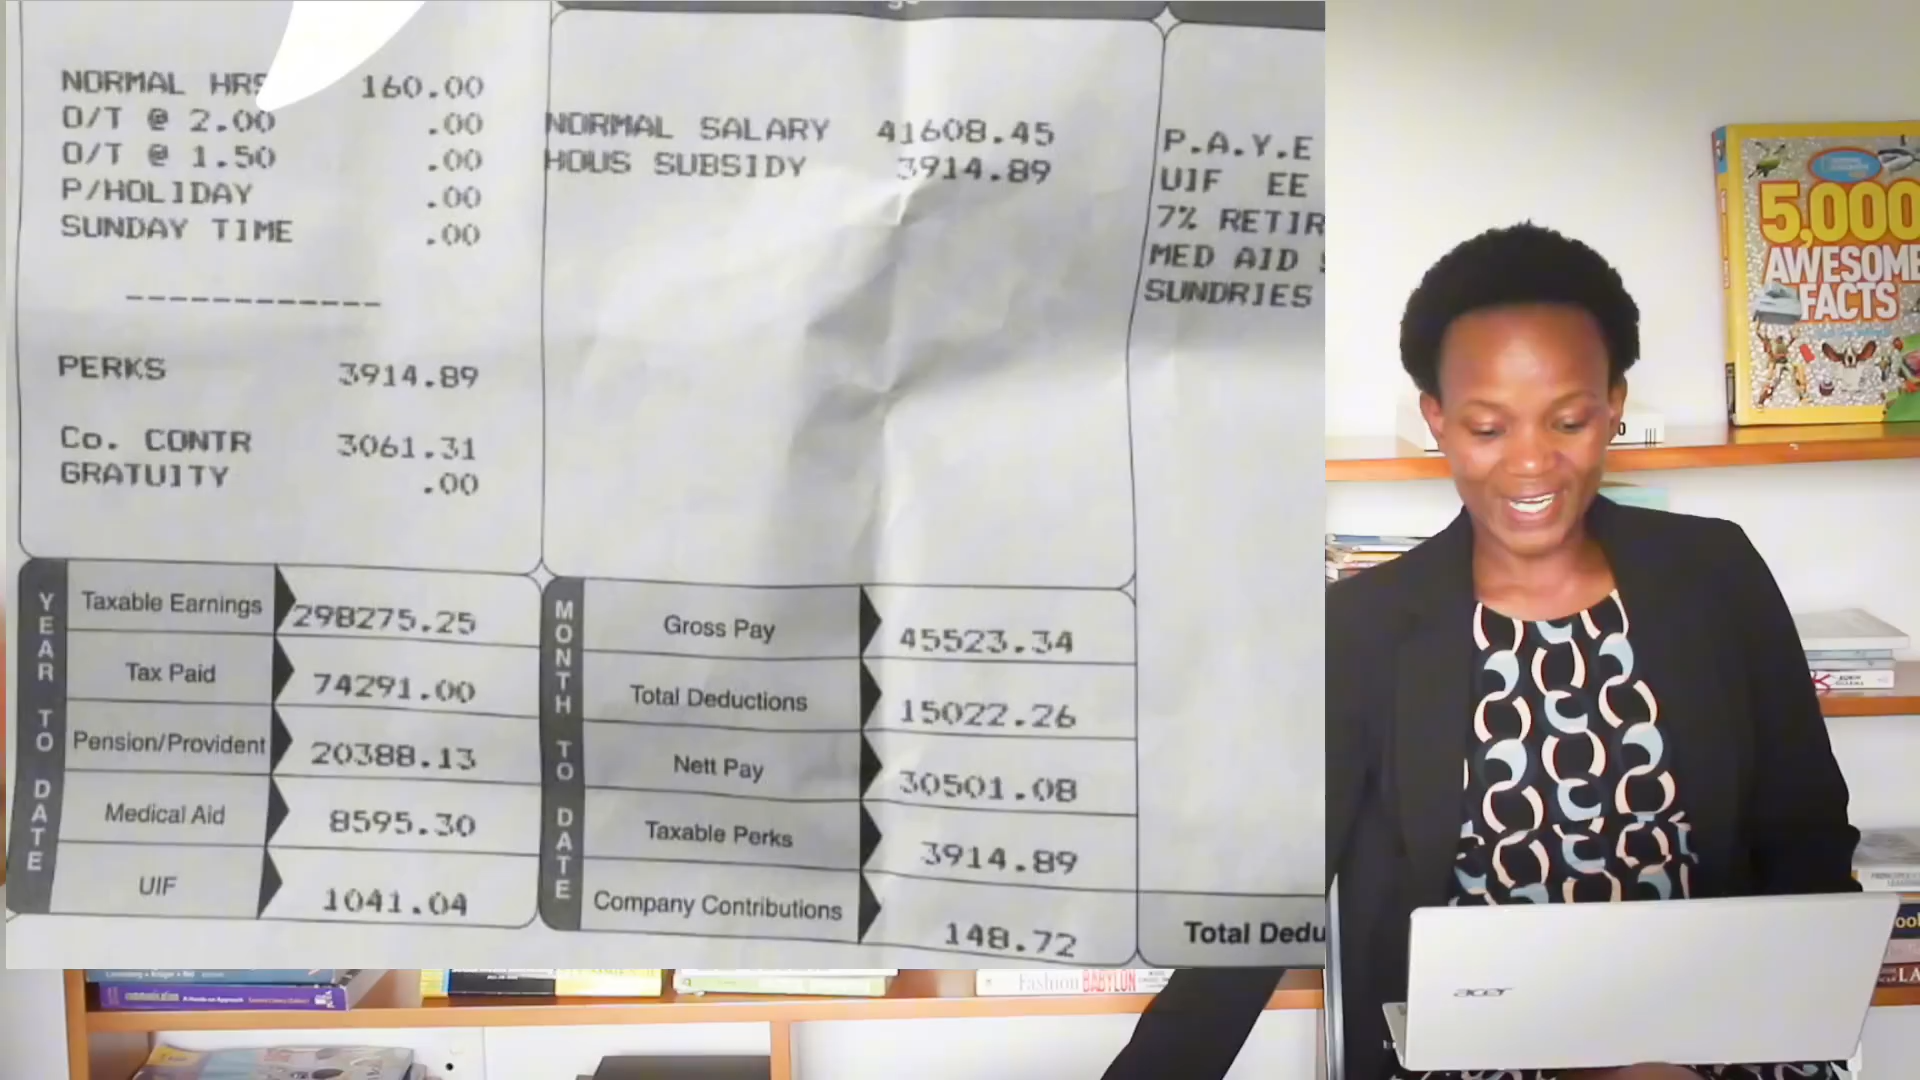 NORMAL HRS 160.00
O/T @ 2.00 .00
O/T @ 1.50 .00
P/HOLIDAY .00
SUNDAY TIME .00
------------
PERKS 3914.89
Co. CONTR 3061.31
GRATUITY .00
NORMAL SALARY 41608.45
HOUS SUBSIDY 3914.89
P.A.Y.E
UIF EE
7% RETIR
MED AID
SUNDRIES
YEAR TO DATE
Taxable Earnings 298275.25
Tax Paid 74291.00
Pension/Provident 20388.13
Medical Aid 8595.30
UIF 1041.04
MONTH TO DATE
Gross Pay 45523.34
Total Deductions 15022.26
Nett Pay 30501.08
Taxable Perks 3914.89
Company Contributions 148.72
Total Dedu
5,000
AWESOME
FACTS
acer
communication
Fashion BABYLON